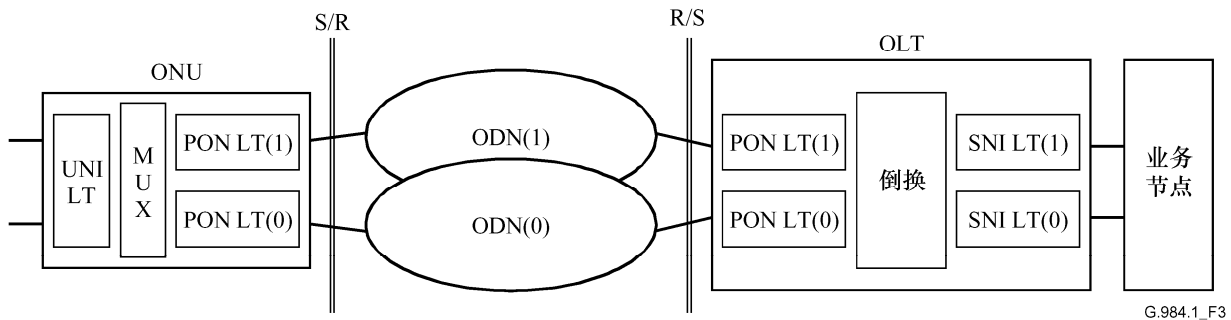 S/R
R/S
OLT
ONU
UNI
LT
M
U
X
PON LT(1)
PON LT(0)
ODN(1)
ODN(0)
PON LT(1)
PON LT(0)
倒换
SNI LT(1)
SNI LT(0)
业务
节点
G.984.1_F3